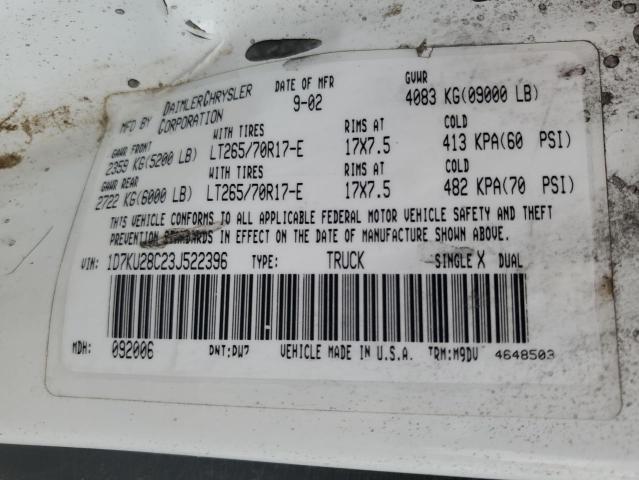 MFD BY DAIMLERCHRYSLER CORPORATION DATE OF MFR 9-02 GVWR 4083 KG(09000 LB)
GAWR FRONT WITH TIRES RIMS AT COLD
2359 KG(5200 LB) LT265/70R17-E 17X7.5 413 KPA(60 PSI)
GAWR REAR WITH TIRES RIMS AT COLD
2722 KG(6000 LB) LT265/70R17-E 17X7.5 482 KPA(70 PSI)
THIS VEHICLE CONFORMS TO ALL APPLICABLE FEDERAL MOTOR VEHICLE SAFETY AND THEFT
PREVENTION STANDARDS IN EFFECT ON THE DATE OF MANUFACTURE SHOWN ABOVE.
VIN: 1D7KU28C23J522396 TYPE: TRUCK SINGLE X DUAL
MDH: 092006 PNT: PW7 VEHICLE MADE IN U.S.A. TRM:M9DV 4648503